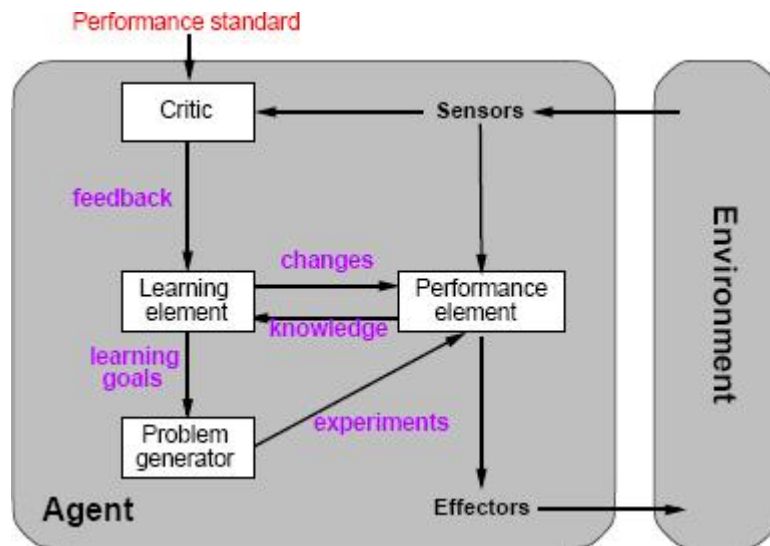 Performance standard
Critic
Sensors
feedback
changes
Learning
element
Performance
element
knowledge
learning
goals
experiments
Problem
generator
Agent
Effectors
Environment